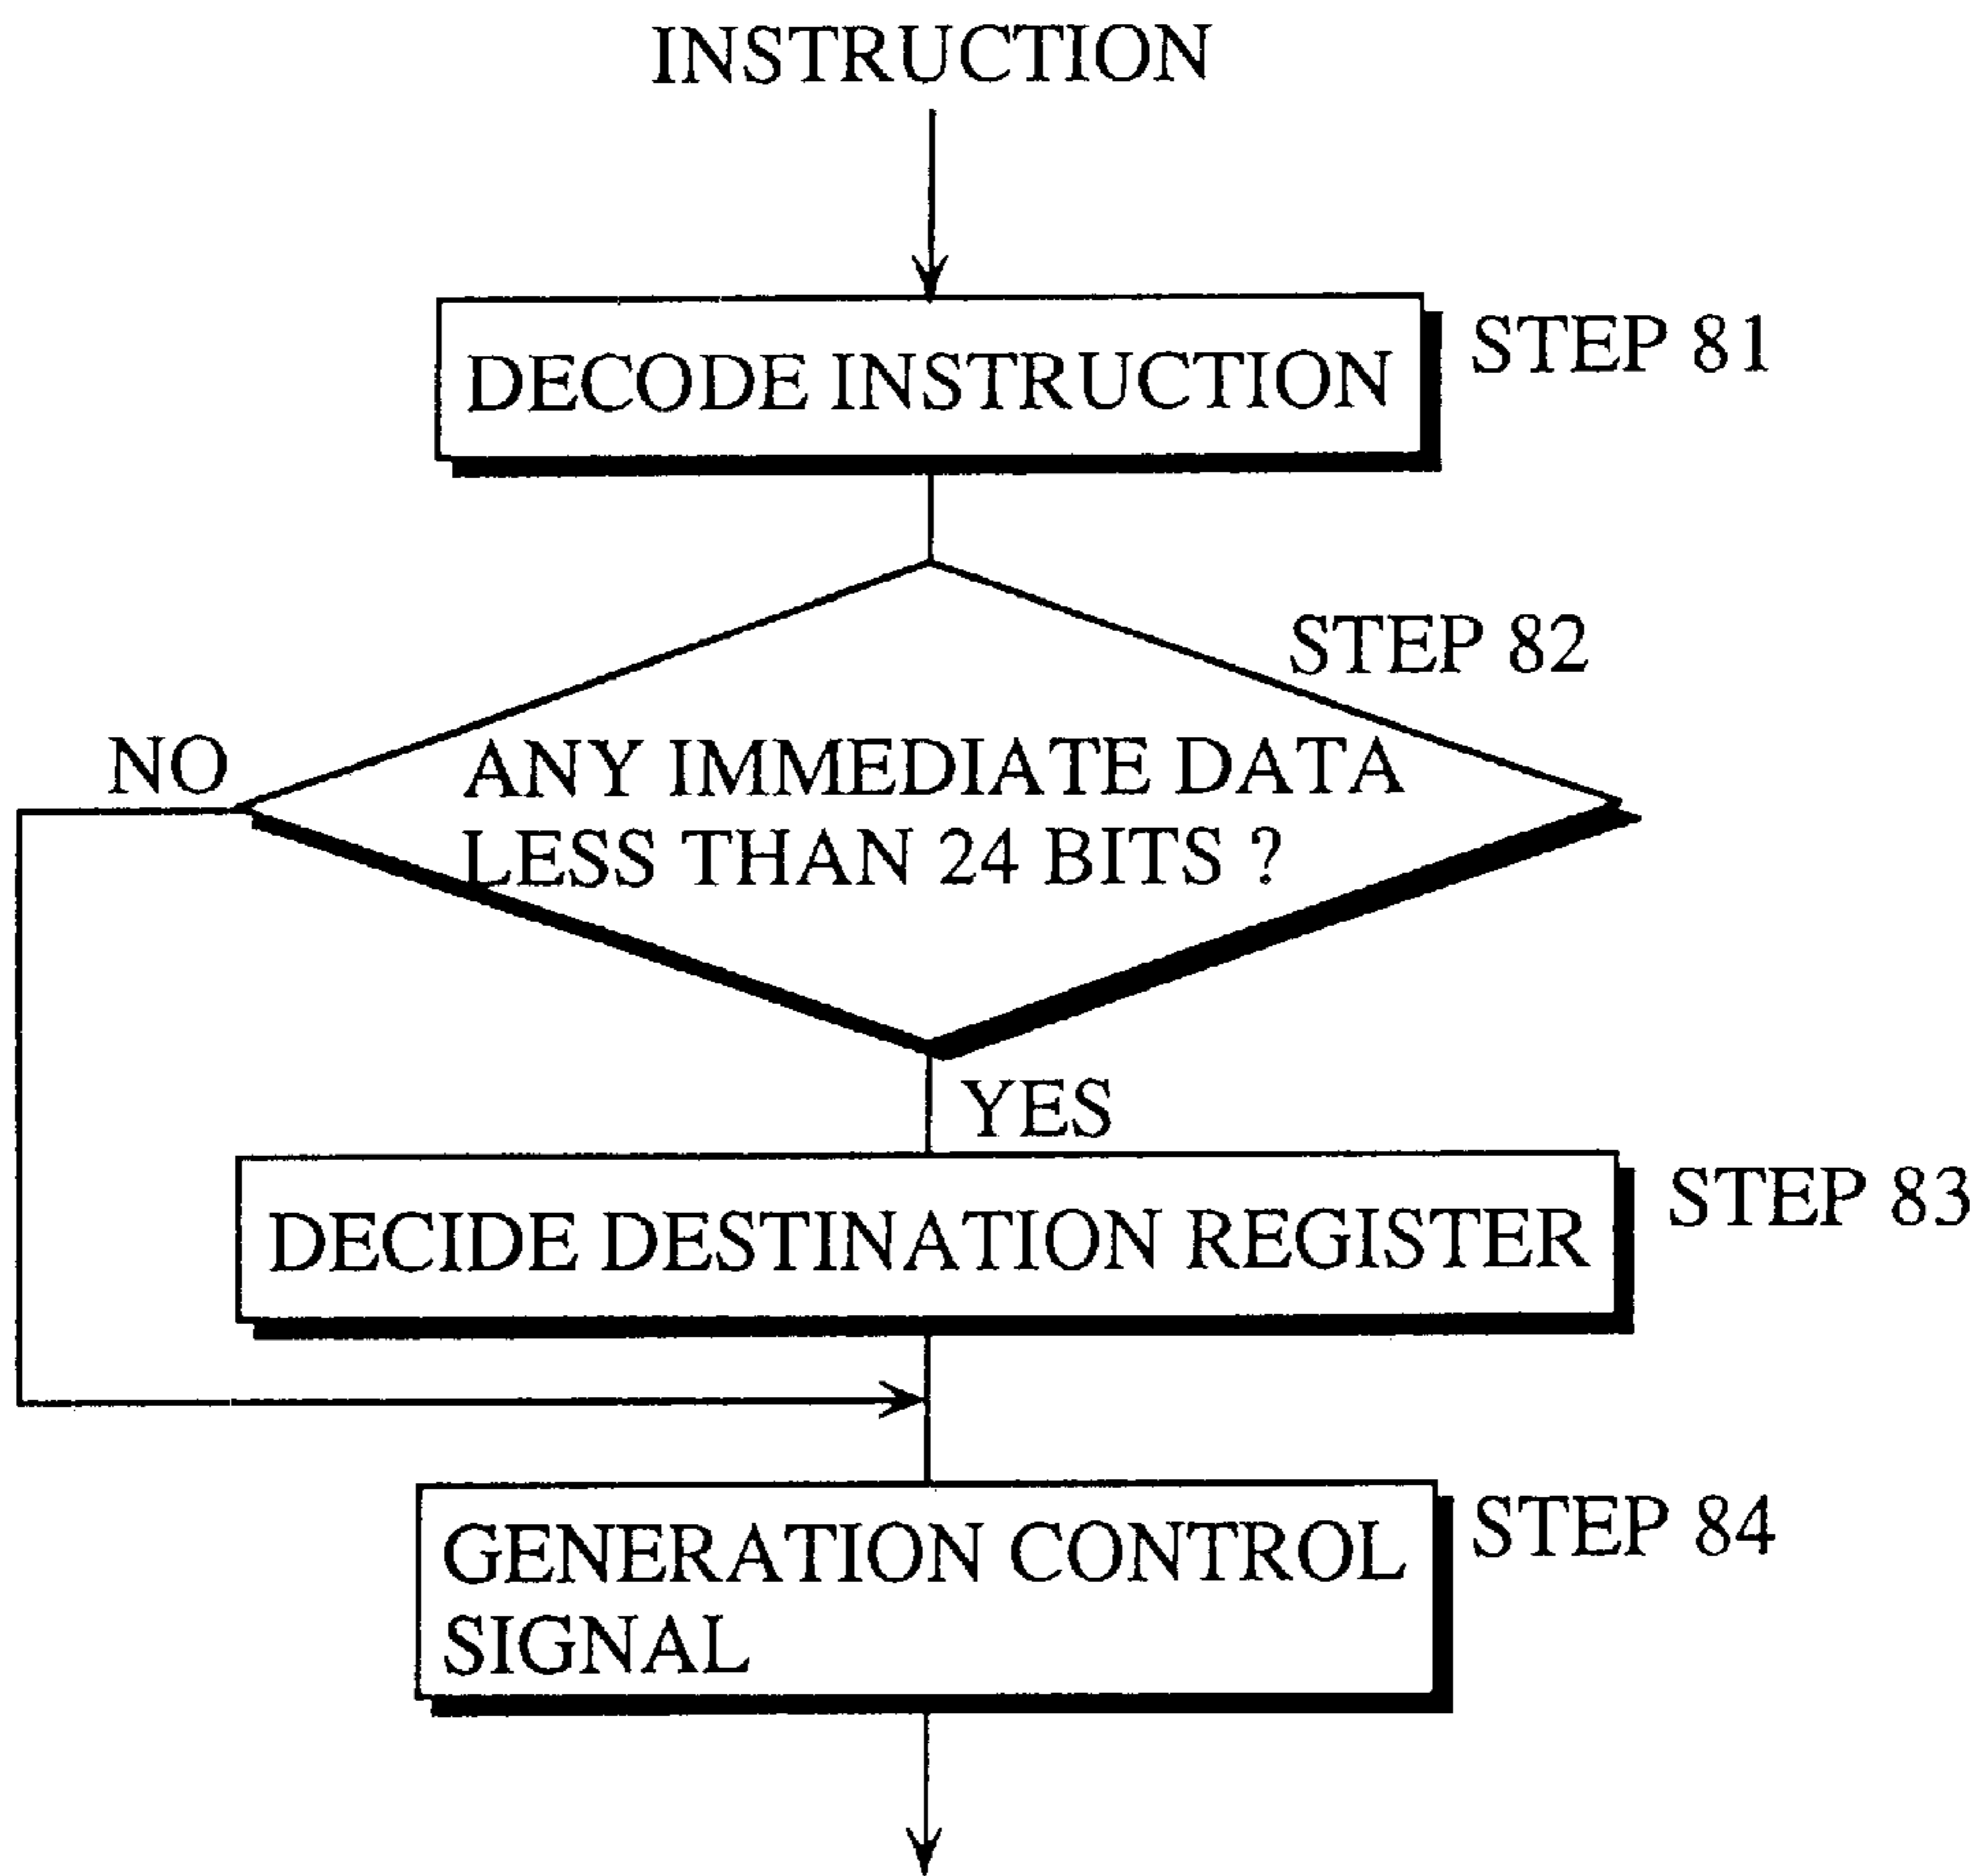 INSTRUCTION
DECODE INSTRUCTION
STEP 81
STEP 82
NO
ANY IMMEDIATE DATA
LESS THAN 24 BITS ?
YES
DECIDE DESTINATION REGISTER
STEP 83
GENERATION CONTROL
SIGNAL
STEP 84